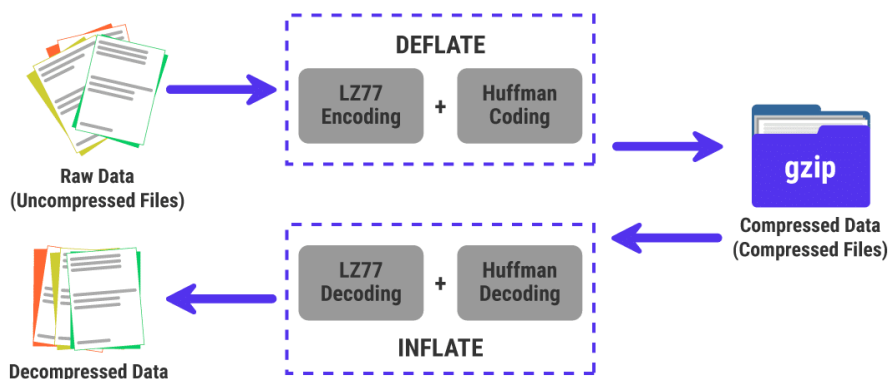 DEFLATE
LZ77
Encoding
+
Huffman
Coding
Raw Data
(Uncompressed Files)
gzip
Compressed Data
(Compressed Files)
LZ77
Decoding
+
Huffman
Decoding
INFLATE
Decompressed Data